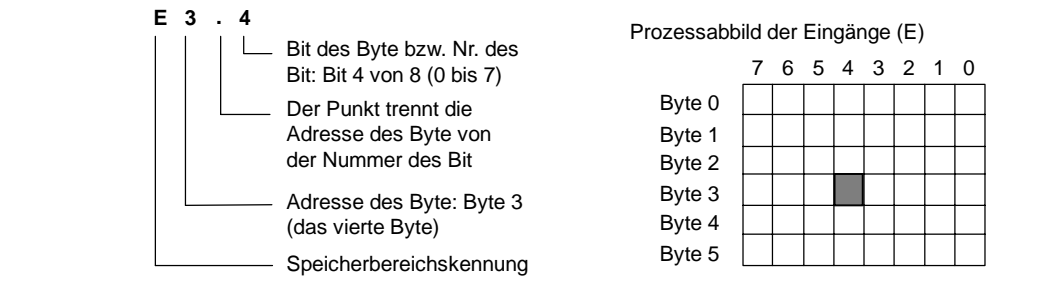 E 3 . 4
Bit des Byte bzw. Nr. des
Bit: Bit 4 von 8 (0 bis 7)
Der Punkt trennt die
Adresse des Byte von
der Nummer des Bit
Adresse des Byte: Byte 3
(das vierte Byte)
Speicherbereichskennung
Prozessabbild der Eingänge (E)
7 6 5 4 3 2 1 0
Byte 0
Byte 1
Byte 2
Byte 3
Byte 4
Byte 5